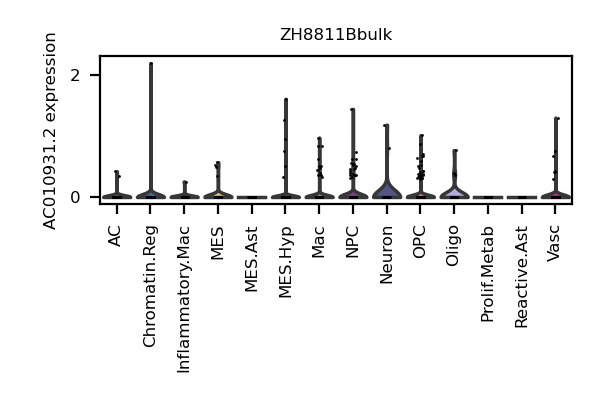 ZH8811Bbulk
AC010931.2 expression
2
0
AC
Chromatin.Reg
Inflammatory.Mac
MES
MES.Ast
MES.Hyp
Mac
NPC
Neuron
OPC
Oligo
Prolif.Metab
Reactive.Ast
Vasc